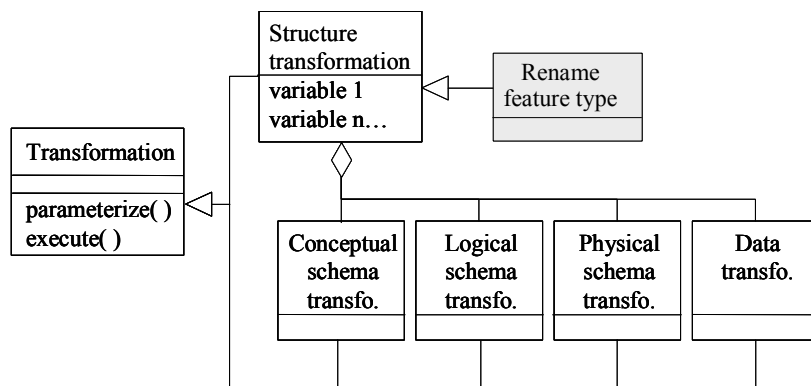 Structure
transformation
variable 1
variable n…
Rename
feature type
Transformation
parameterize( )
execute( )
Conceptual
schema
transfo.
Logical
schema
transfo.
Physical
schema
transfo.
Data
transfo.